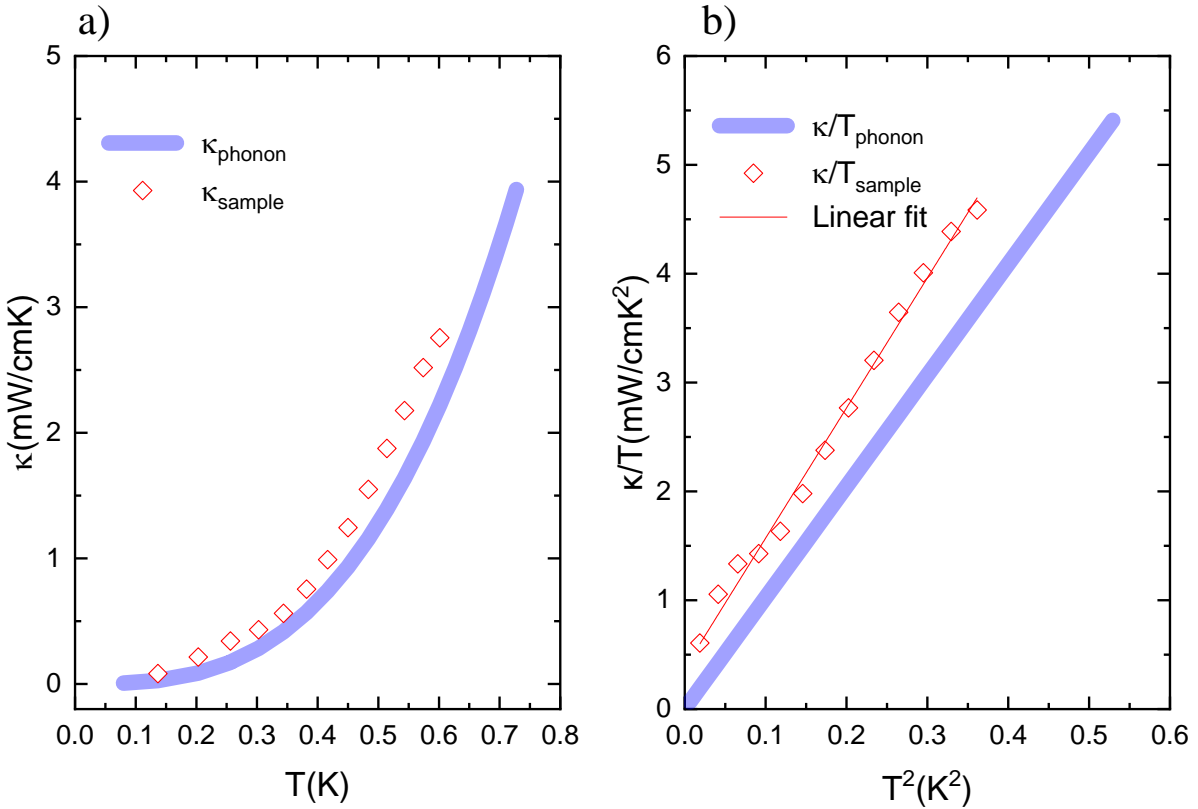 a)
5
4
3
2
1
0
κ(mW/cmK)
κphonon
κsample
0.0 0.1 0.2 0.3 0.4 0.5 0.6 0.7 0.8
T(K)
b)
6
5
4
3
2
1
0
κ/T(mW/cmK²)
κ/Tphonon
κ/Tsample
Linear fit
0.0 0.1 0.2 0.3 0.4 0.5 0.6
T²(K²)